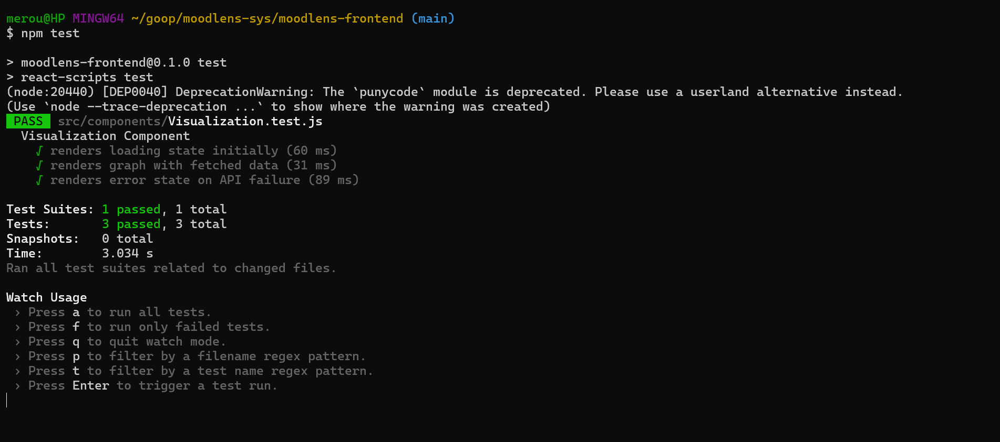 merou@HP MINGW64 ~/goop/moodlens-sys/moodlens-frontend (main)
$ npm test
> moodlens-frontend@0.1.0 test
> react-scripts test
(node:20440) [DEP0040] DeprecationWarning: The `punycode` module is deprecated. Please use a userland alternative instead.
(Use `node --trace-deprecation ...` to show where the warning was created)
PASS src/components/Visualization.test.js
Visualization Component
√ renders loading state initially (60 ms)
√ renders graph with fetched data (31 ms)
√ renders error state on API failure (89 ms)
Test Suites: 1 passed, 1 total
Tests: 3 passed, 3 total
Snapshots: 0 total
Time: 3.034 s
Ran all test suites related to changed files.
Watch Usage
› Press a to run all tests.
› Press f to run only failed tests.
› Press q to quit watch mode.
› Press p to filter by a filename regex pattern.
› Press t to filter by a test name regex pattern.
› Press Enter to trigger a test run.